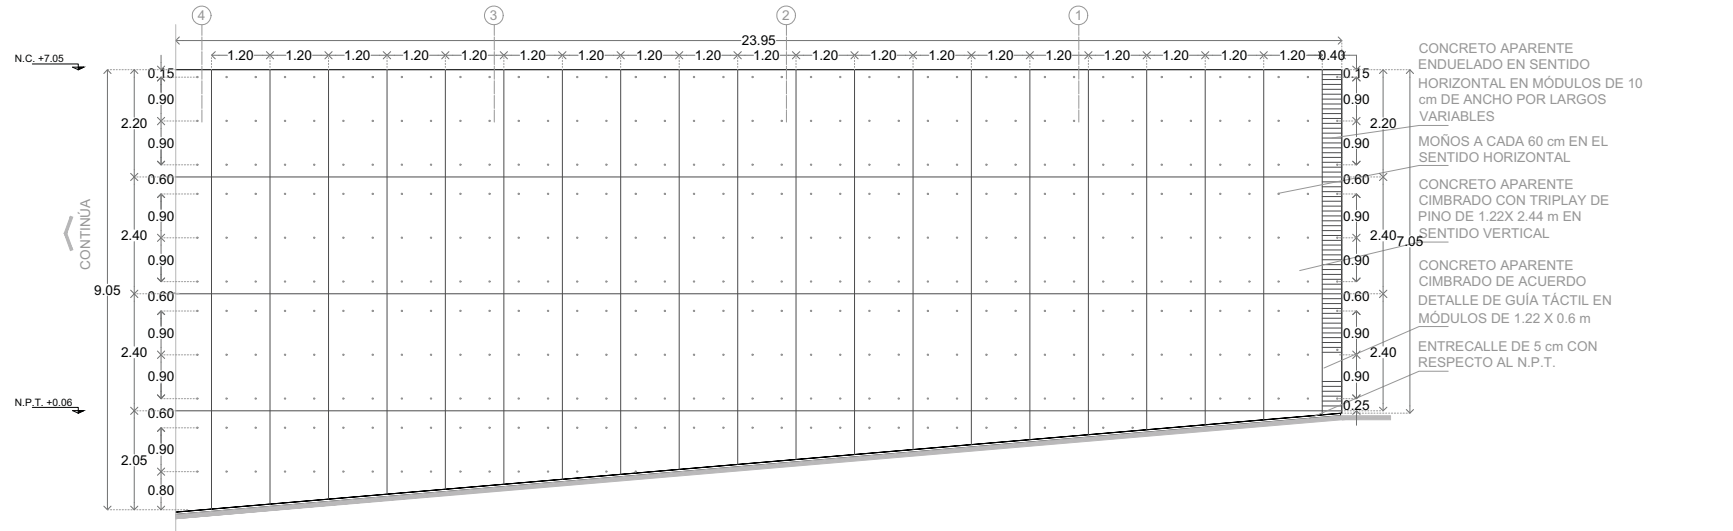 4
3
2
1
23.95
N.C. +7.05
1.20 1.20 1.20 1.20 1.20 1.20 1.20 1.20 1.20 1.20 1.20 1.20 1.20 1.20 1.20 1.20 1.20 1.20 1.20 0.40
0.15
0.90
2.20
0.90
0.60
0.90
2.40
0.90
9.05
0.60
0.90
2.40
0.90
0.60
0.90
2.05
0.80
CONTINÚA
N.P.T. +0.06
0.15
0.90
2.20
0.90
0.60
0.90
2.40
7.05
0.90
0.60
0.90
2.40
0.90
0.25
CONCRETO APARENTE
ENDUELADO EN SENTIDO
HORIZONTAL EN MÓDULOS DE 10
cm DE ANCHO POR LARGOS
VARIABLES
MOÑOS A CADA 60 cm EN EL
SENTIDO HORIZONTAL
CONCRETO APARENTE
CIMBRADO CON TRIPLAY DE
PINO DE 1.22X 2.44 m EN
SENTIDO VERTICAL
CONCRETO APARENTE
CIMBRADO DE ACUERDO
DETALLE DE GUÍA TÁCTIL EN
MÓDULOS DE 1.22 X 0.6 m
ENTRECALLE DE 5 cm CON
RESPECTO AL N.P.T.